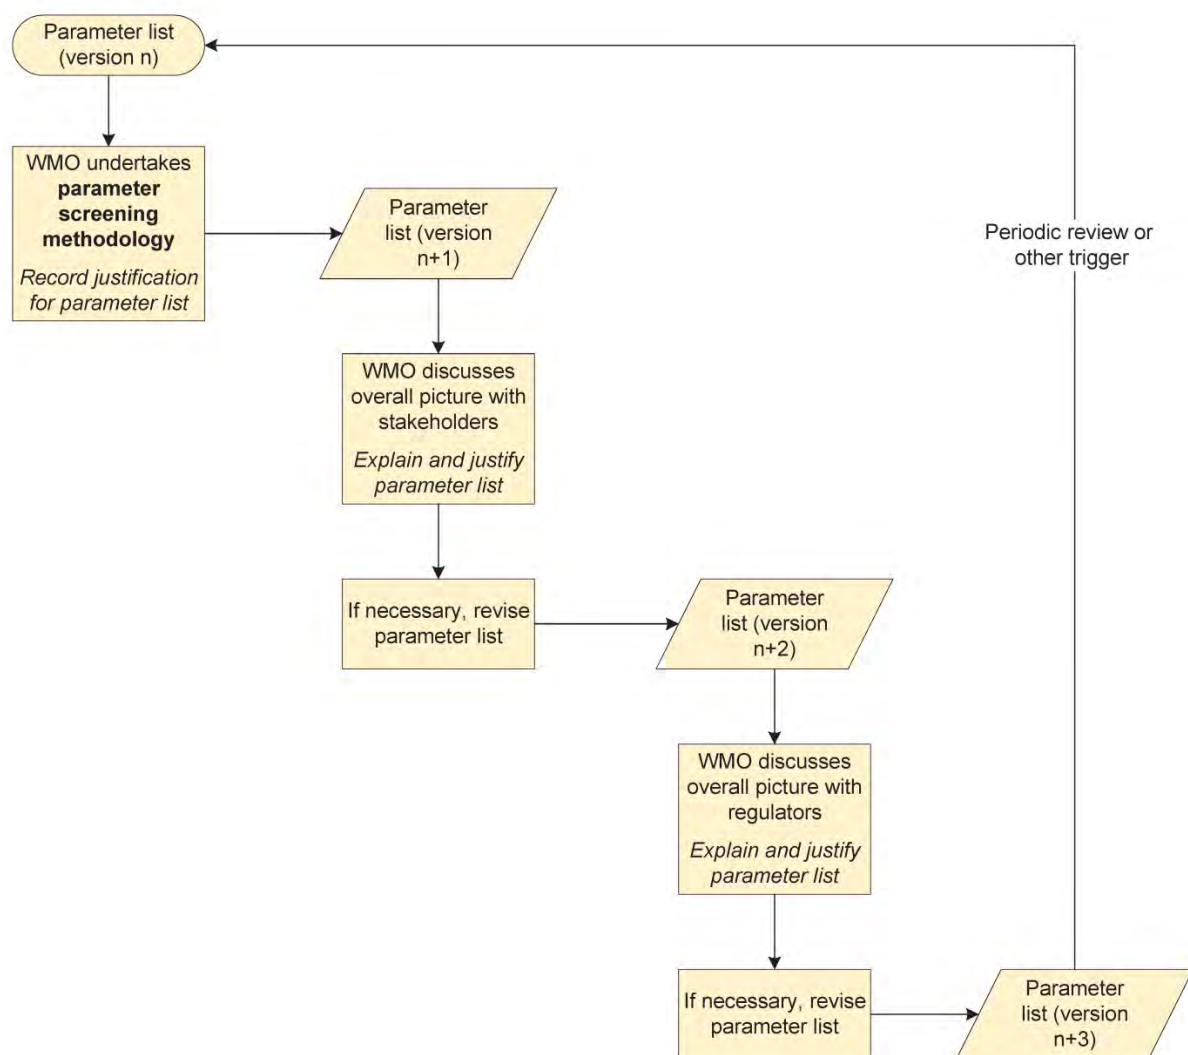 Parameter list
(version n)
WMO undertakes
parameter
screening
methodology
Record justification
for parameter list
Parameter
list (version
n+1)
Periodic review or
other trigger
WMO discusses
overall picture with
stakeholders
Explain and justify
parameter list
If necessary, revise
parameter list
Parameter
list (version
n+2)
WMO discusses
overall picture with
regulators
Explain and justify
parameter list
If necessary, revise
parameter list
Parameter
list (version
n+3)